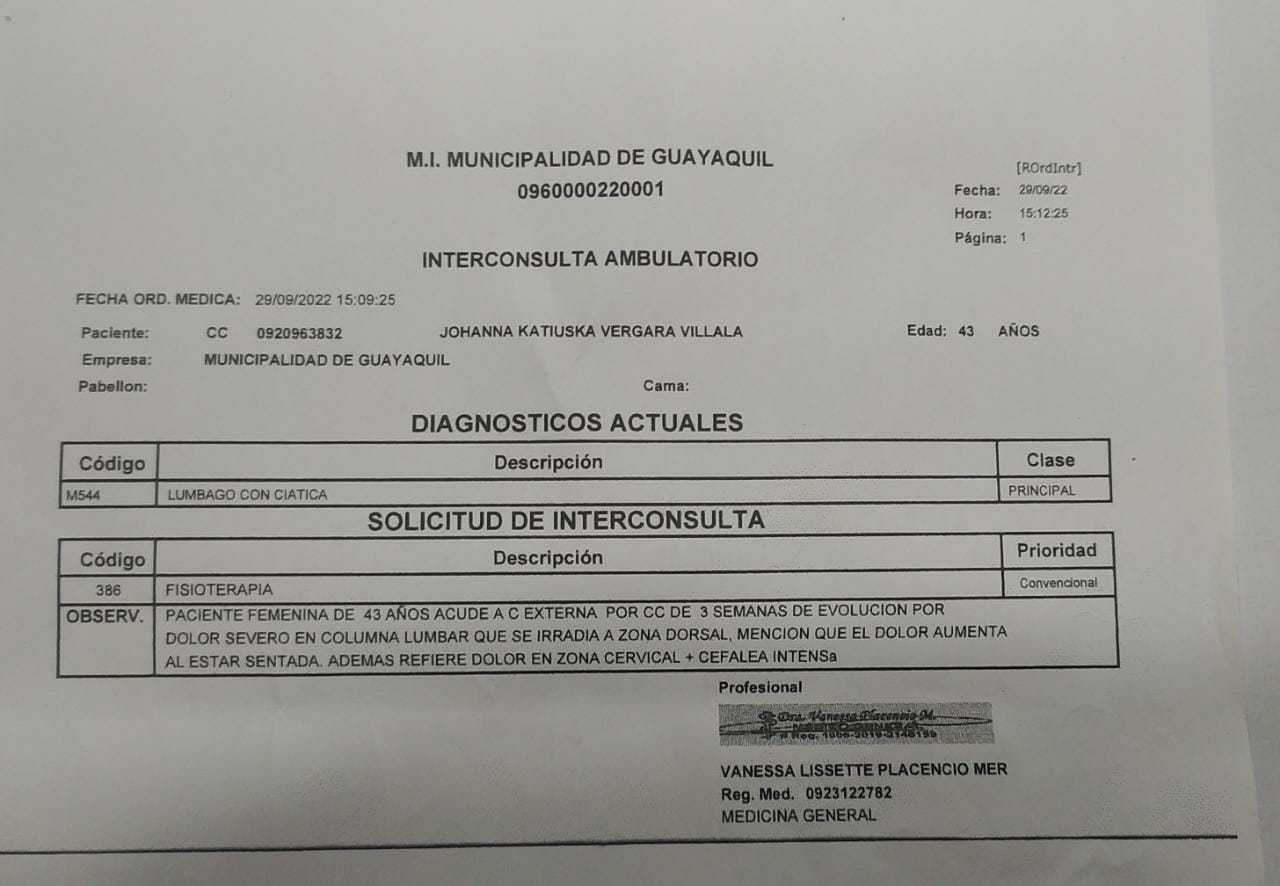 M.I. MUNICIPALIDAD DE GUAYAQUIL
0960000220001
[ROrdIntr]
Fecha: 29/09/22
Hora: 15:12:25
Página: 1
INTERCONSULTA AMBULATORIO
FECHA ORD. MEDICA: 29/09/2022 15:09:25
Paciente: CC 0920963832 JOHANNA KATIUSKA VERGARA VILLALA Edad: 43 AÑOS
Empresa: MUNICIPALIDAD DE GUAYAQUIL
Pabellon: Cama:
DIAGNOSTICOS ACTUALES
Código Descripción Clase
M544 LUMBAGO CON CIATICA PRINCIPAL
SOLICITUD DE INTERCONSULTA
Código Descripción Prioridad
386 FISIOTERAPIA Convencional
OBSERV. PACIENTE FEMENINA DE 43 AÑOS ACUDE A C EXTERNA POR CC DE 3 SEMANAS DE EVOLUCION POR
DOLOR SEVERO EN COLUMNA LUMBAR QUE SE IRRADIA A ZONA DORSAL, MENCION QUE EL DOLOR AUMENTA
AL ESTAR SENTADA. ADEMAS REFIERE DOLOR EN ZONA CERVICAL + CEFALEA INTENSa
Profesional
Dra. Vanessa Placencio M.
VANESSA LISSETTE PLACENCIO MER
Reg. Med. 0923122782
MEDICINA GENERAL